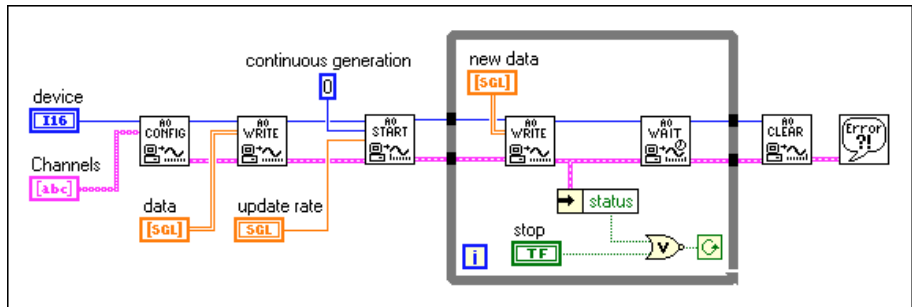 continuous generation
0
new data
[SGL]
device
I16
AO
CONFIG
AO
WRITE
AO
START
AO
WRITE
AO
WAIT
AO
CLEAR
Error
?!
Channels
[abc]
data
[SGL]
update rate
SGL
status
stop
TF
V
i